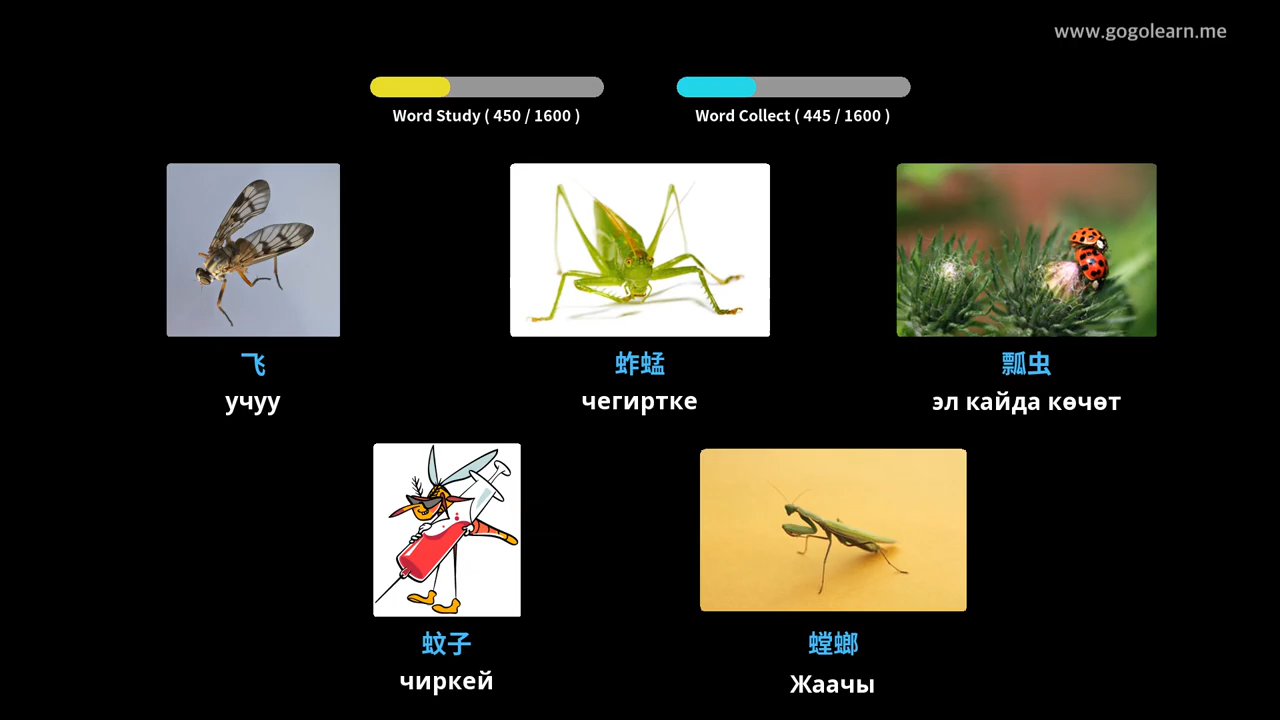 www.gogolearn.me
Word Study ( 450 / 1600 )
Word Collect ( 445 / 1600 )
飞
учуу
蚱蜢
чегиртке
瓢虫
эл кайда көчөт
蚊子
чиркей
螳螂
Жаачы